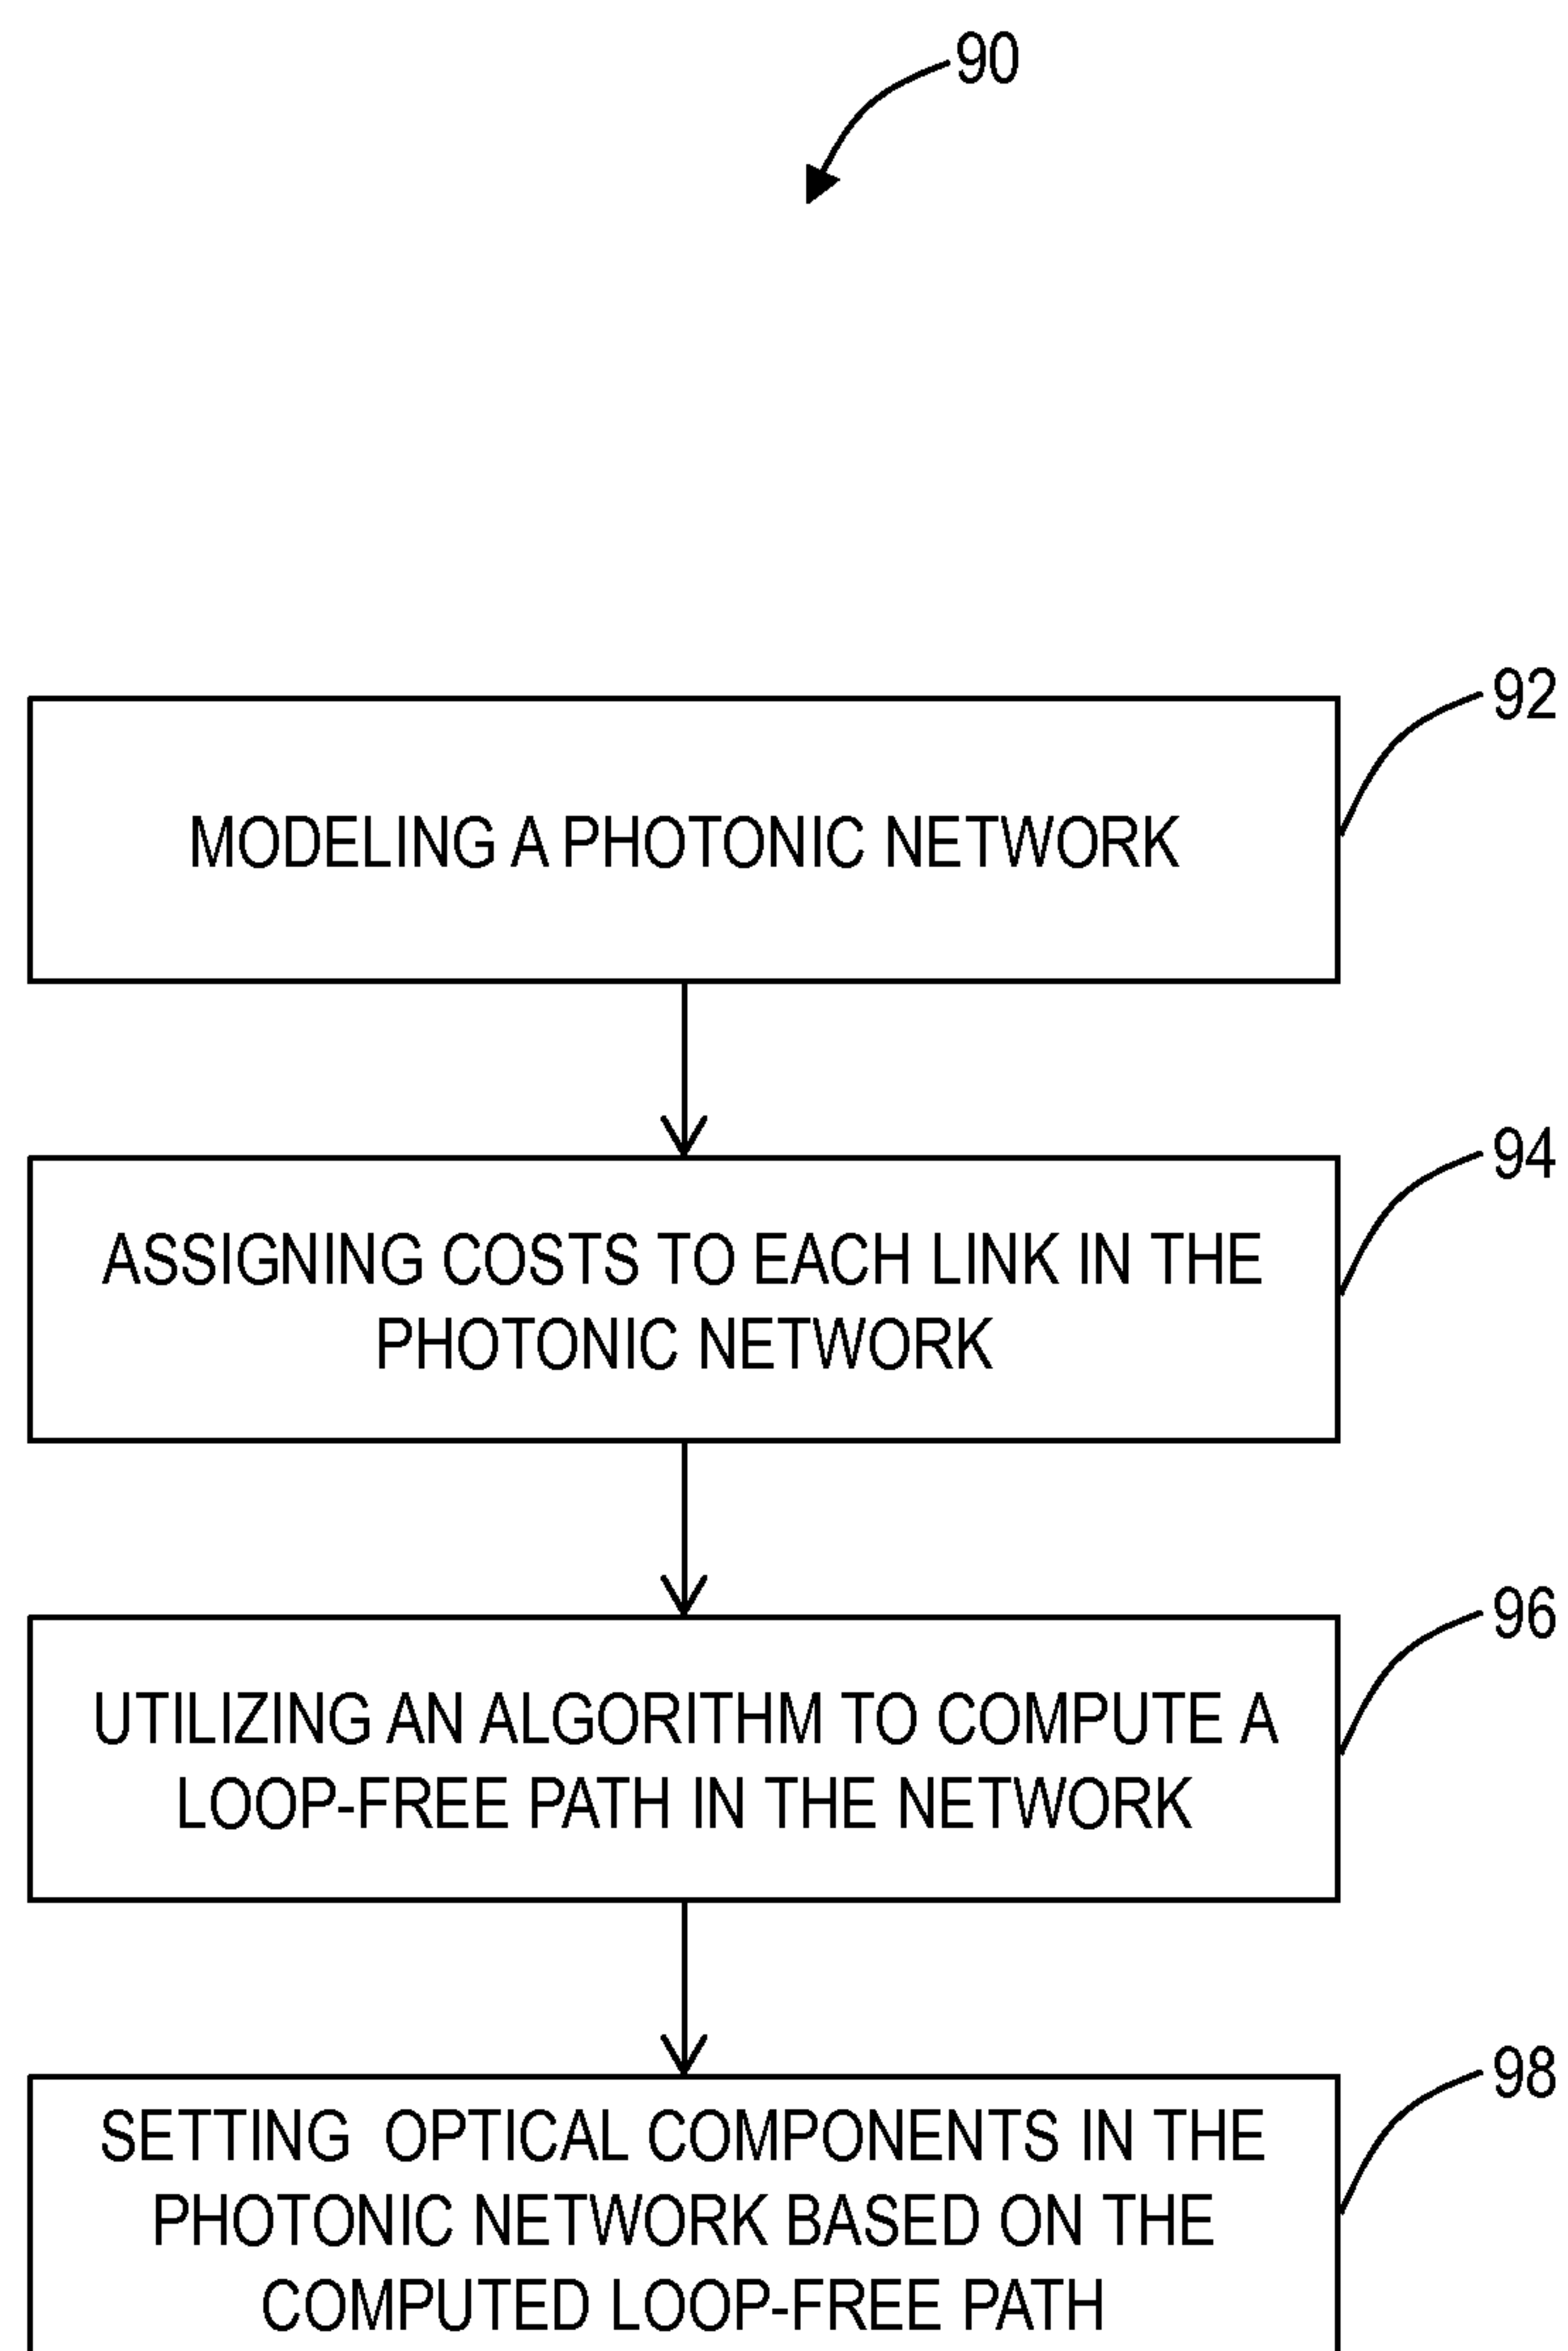 90
92
MODELING A PHOTONIC NETWORK
94
ASSIGNING COSTS TO EACH LINK IN THE
PHOTONIC NETWORK
96
UTILIZING AN ALGORITHM TO COMPUTE A
LOOP-FREE PATH IN THE NETWORK
98
SETTING OPTICAL COMPONENTS IN THE
PHOTONIC NETWORK BASED ON THE
COMPUTED LOOP-FREE PATH